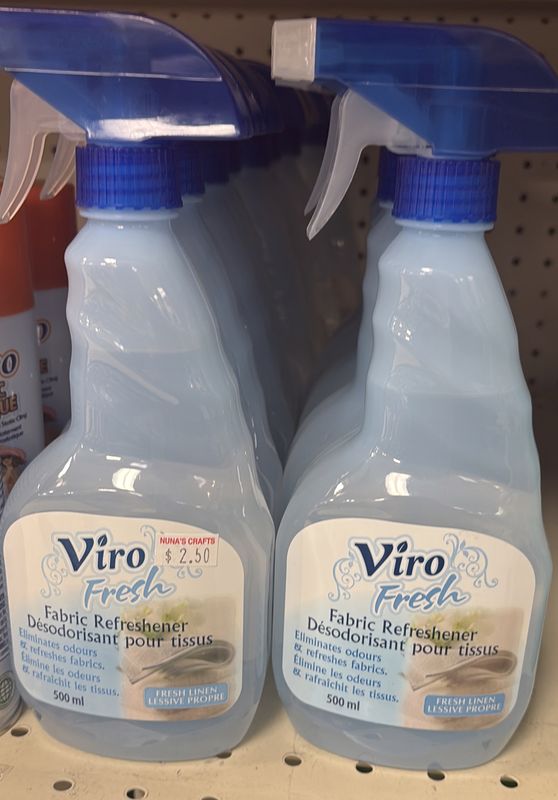 Viro
Fresh
NUNA'S CRAFTS
$ 2.50
Fabric Refreshener
Désodorisant pour tissus
Eliminates odours
& refreshes fabrics.
Élimine les odeurs
& rafraîchit les tissus.
500 ml
FRESH LINEN
LESSIVE PROPRE
Viro
Fresh
Fabric Refreshener
Désodorisant pour tissus
Eliminates odours
& refreshes fabrics.
Élimine les odeurs
& rafraîchit les tissus.
500 ml
FRESH LINEN
LESSIVE PROPRE